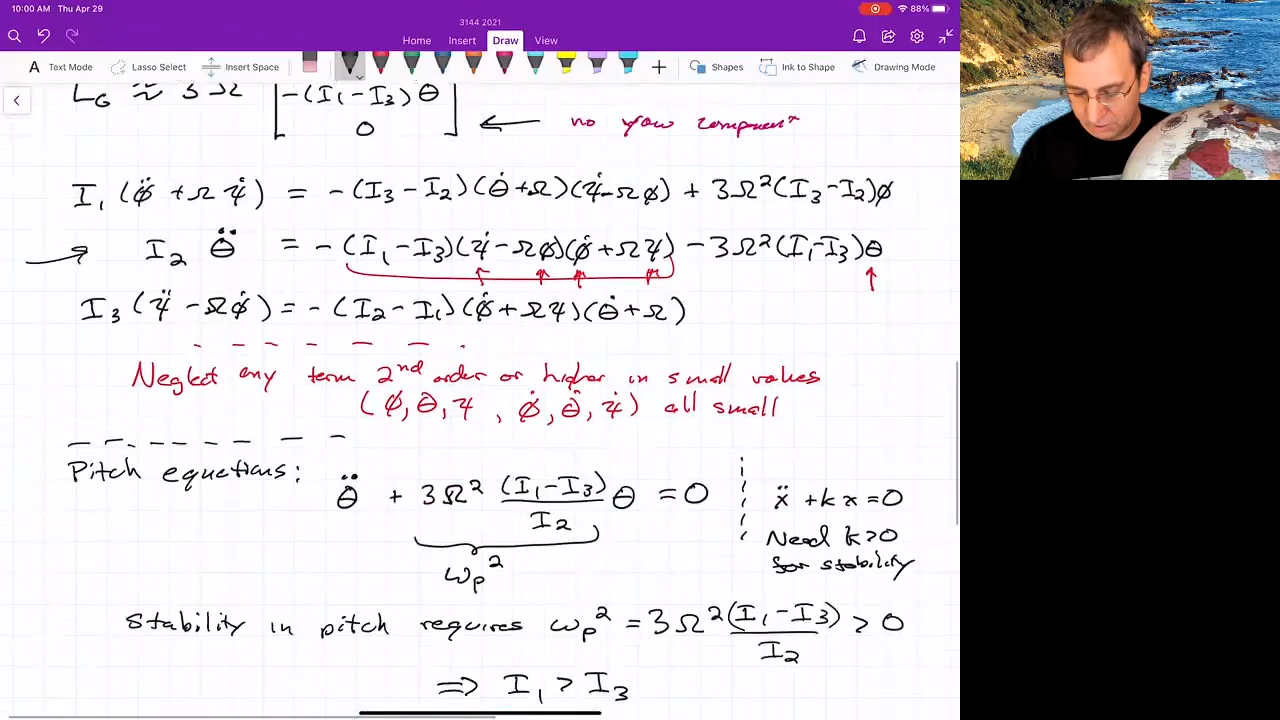 10:00 AM Thu Apr 29
88%
3144 2021
Home Insert Draw View
Text Mode Lasso Select Insert Space Shapes Ink to Shape Drawing Mode
L_G ≈ 3Ω² [-(I₁-I₃)θ
0]
← no yaw component
I₁(φ̈ + Ωψ̇) = -(I₃-I₂)(θ̇+Ω)(ψ̇-Ωφ) + 3Ω²(I₃-I₂)φ
→ I₂ θ̈ = -(I₁-I₃)(ψ̇-Ωφ)(φ̇+Ωψ) - 3Ω²(I₁-I₃)θ
I₃(ψ̈ - Ωφ̇) = -(I₂-I₁)(φ̇+Ωψ)(θ̇+Ω)
Neglect any term 2nd order or higher in small values
(φ, θ, ψ, φ̇, θ̇, ψ̇) all small
Pitch equations:
θ̈ + 3Ω² (I₁-I₃)/I₂ θ = 0
ω_p²
ẍ + kx = 0
Need k>0
for stability
Stability in pitch requires ω_p² = 3Ω² (I₁-I₃)/I₂ > 0
⇒ I₁ > I₃